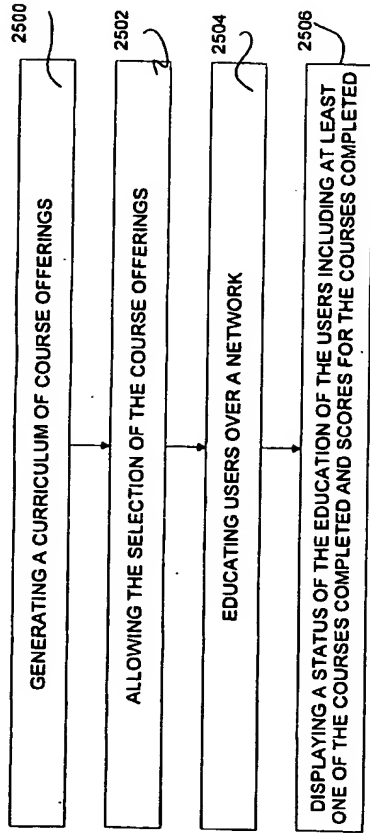 2500
GENERATING A CURRICULUM OF COURSE OFFERINGS
2502
ALLOWING THE SELECTION OF THE COURSE OFFERINGS
2504
EDUCATING USERS OVER A NETWORK
2506
DISPLAYING A STATUS OF THE EDUCATION OF THE USERS INCLUDING AT LEAST
ONE OF THE COURSES COMPLETED AND SCORES FOR THE COURSES COMPLETED